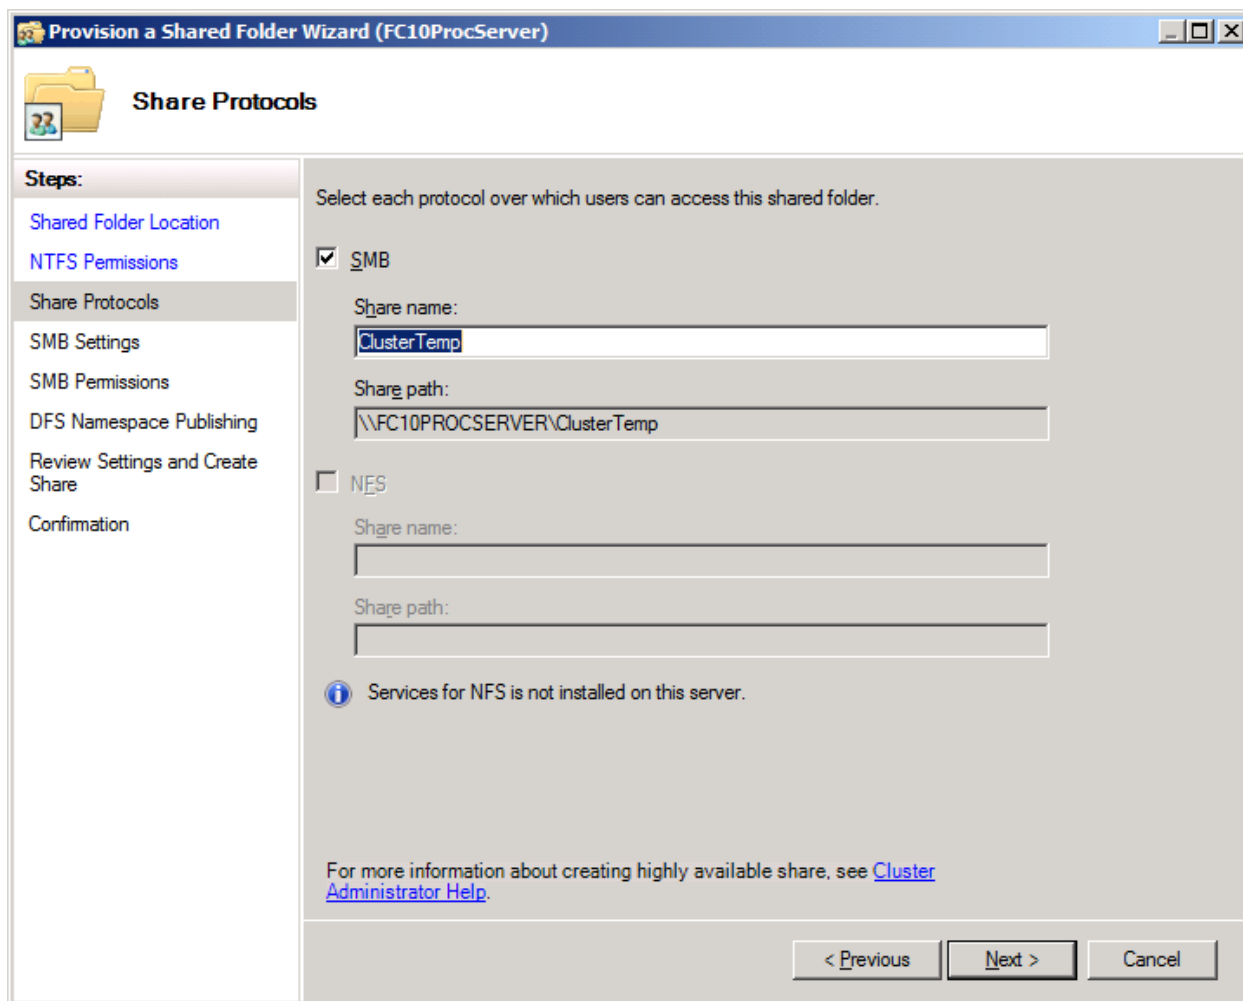 Provision a Shared Folder Wizard (FC10ProcServer)
Share Protocols
Steps:
Shared Folder Location
NTFS Permissions
Share Protocols
SMB Settings
SMB Permissions
DFS Namespace Publishing
Review Settings and Create
Share
Confirmation
Select each protocol over which users can access this shared folder.
SMB
Share name:
ClusterTemp
Share path:
\\FC10PROCSERVER\ClusterTemp
NFS
Share name:
Share path:
Services for NFS is not installed on this server.
For more information about creating highly available share, see Cluster
Administrator Help.
< Previous
Next >
Cancel